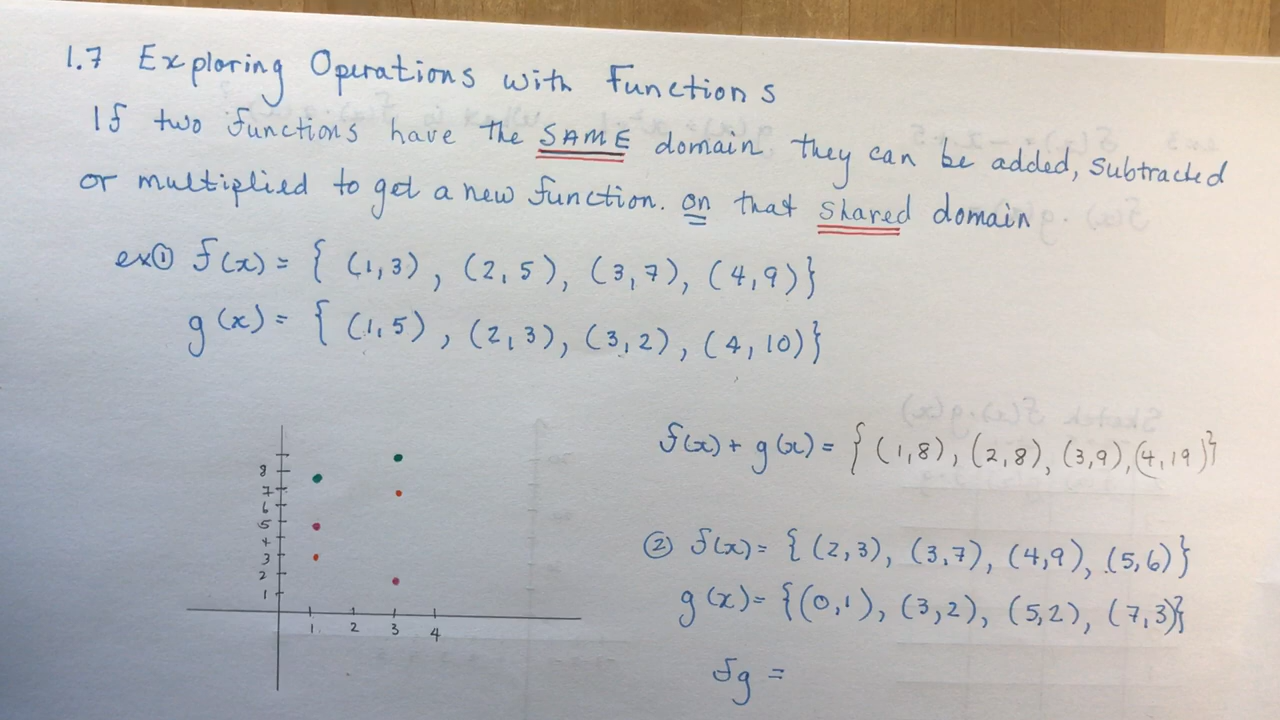 1.7 Exploring Operations with Functions
If two functions have the SAME domain they can be added, subtracted
or multiplied to get a new function. on that shared domain
ex① f(x) = { (1,3), (2,5), (3,7), (4,9)}
g(x) = { (1,5), (2,3), (3,2), (4,10)}
f(x) + g(x) = { (1,8), (2,8), (3,9), (4,19)}
② f(x) = { (2,3), (3,7), (4,9), (5,6)}
g(x) = {(0,1), (3,2), (5,2), (7,3)}
fg =
8
7
6
5
4
3
2
1
1 2 3 4